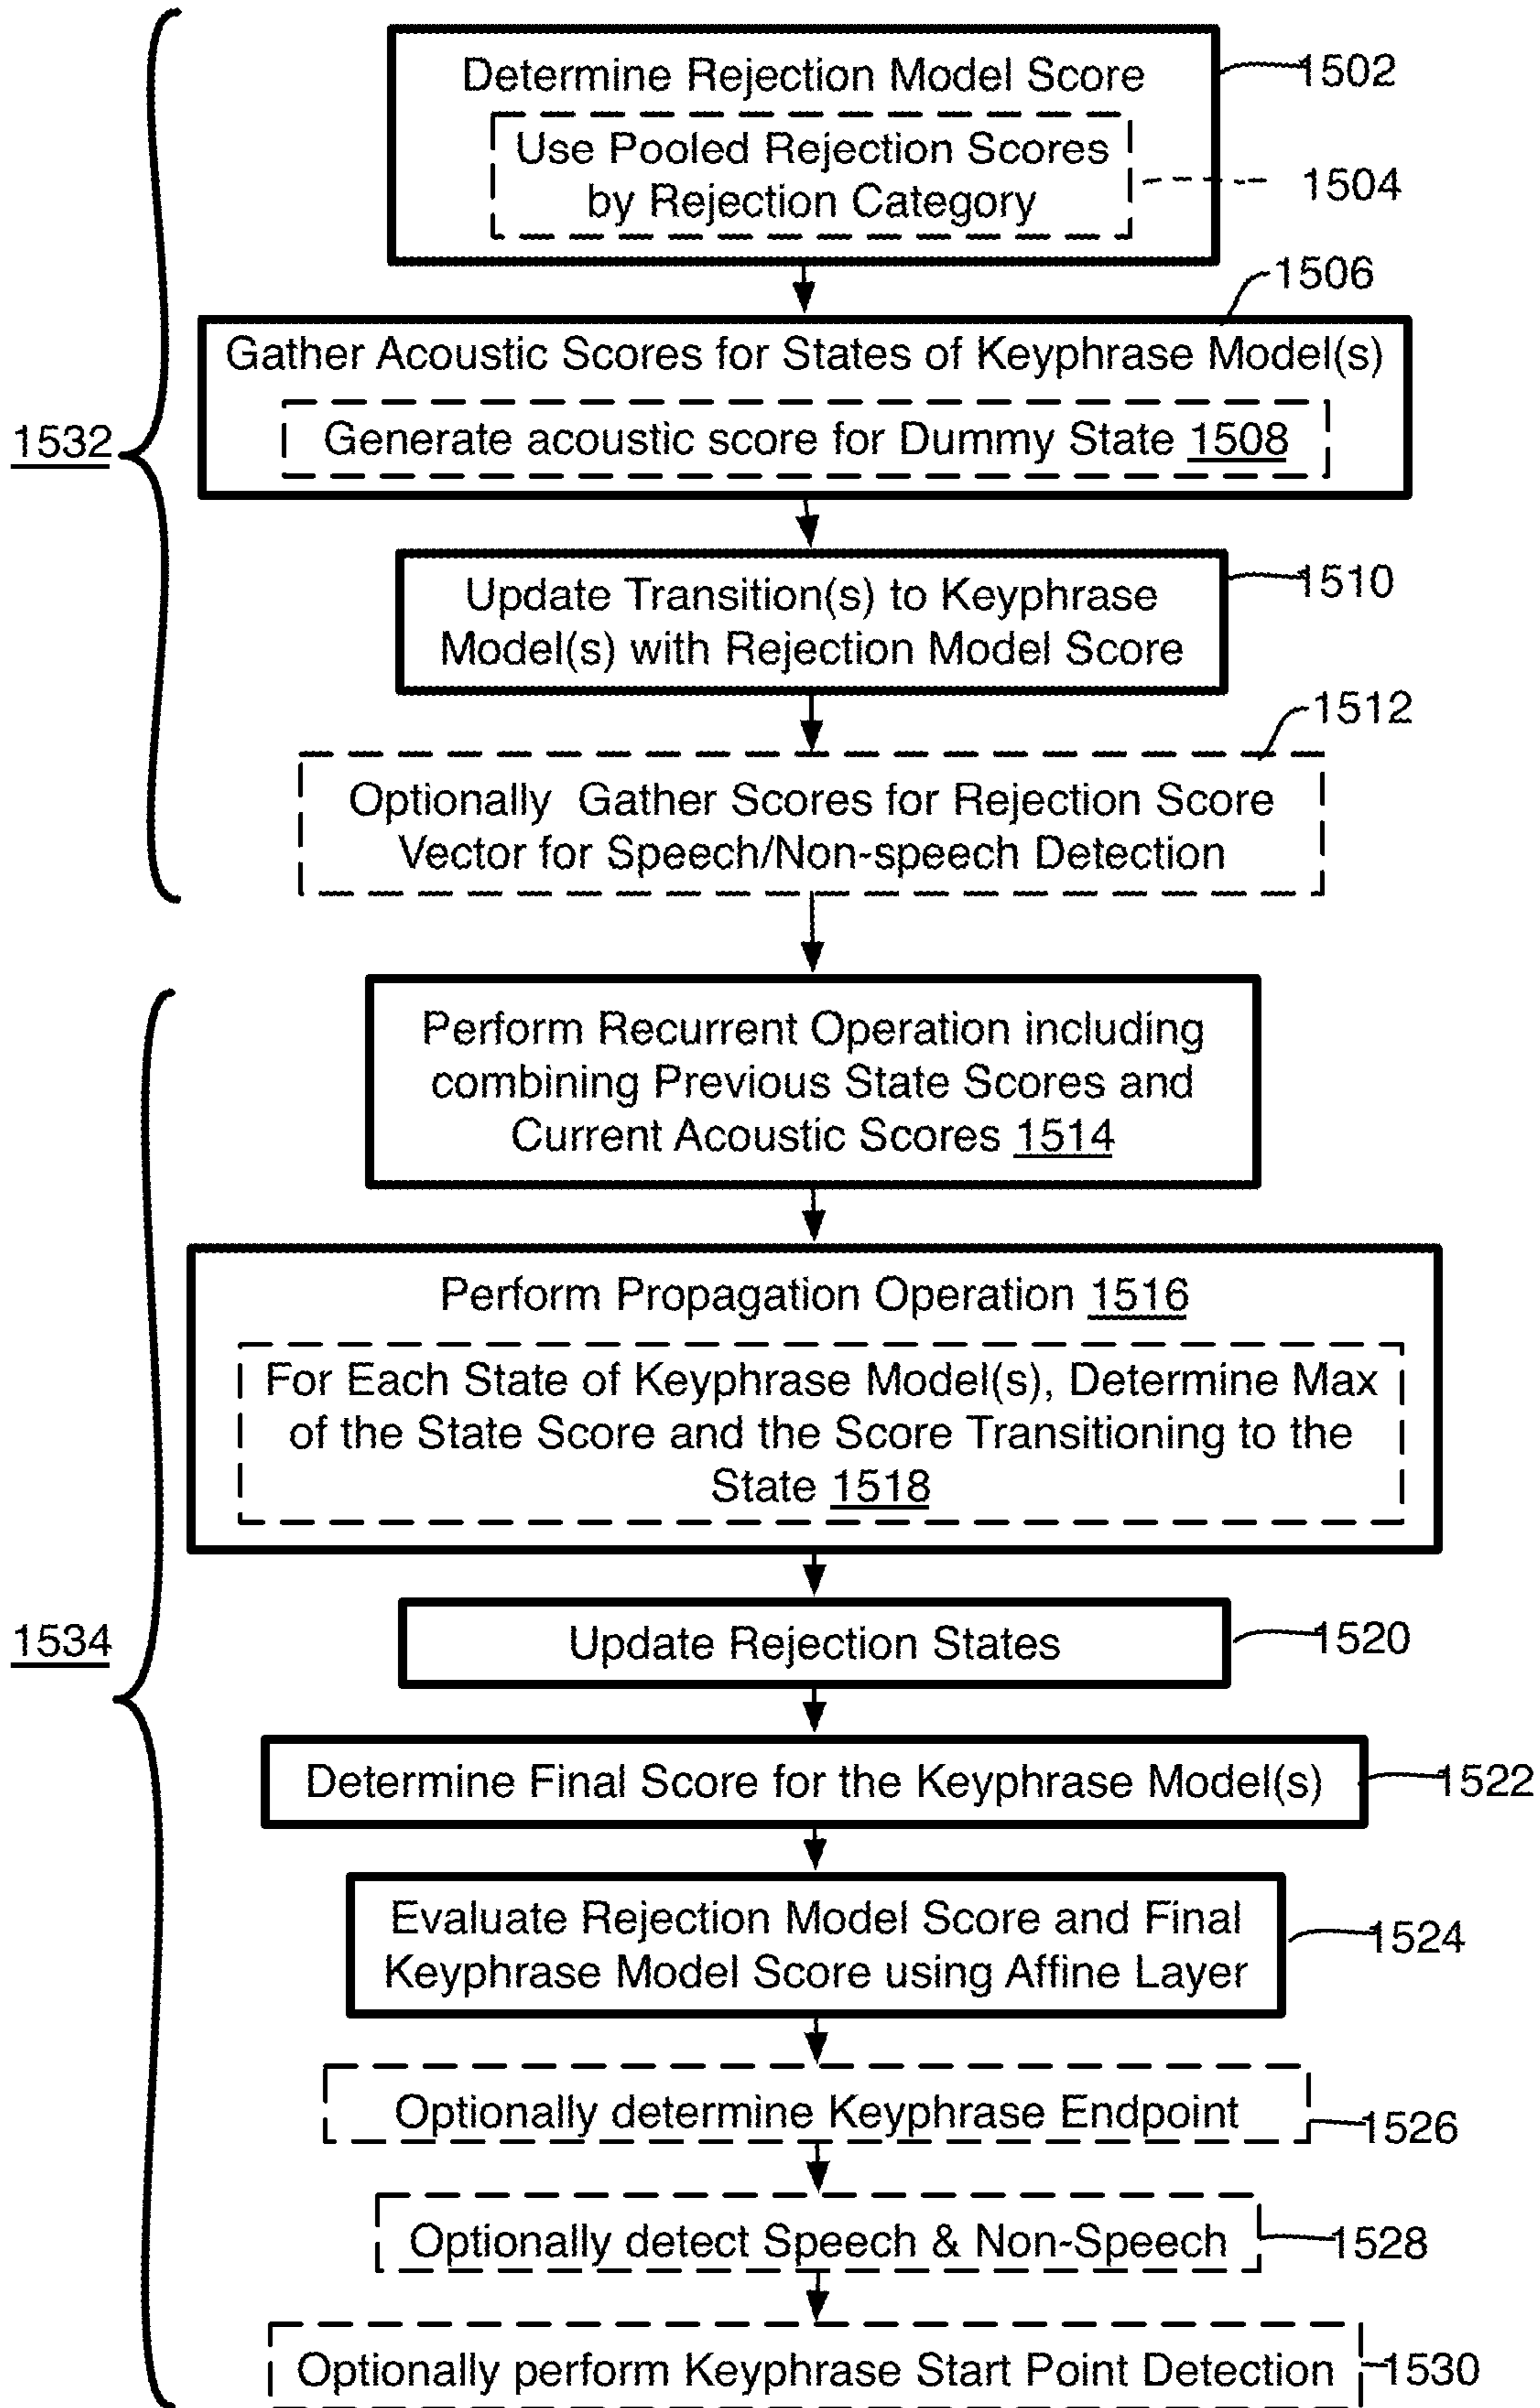 Determine Rejection Model Score
1502
Use Pooled Rejection Scores
by Rejection Category
1504
1506
Gather Acoustic Scores for States of Keyphrase Model(s)
Generate acoustic score for Dummy State 1508
1532
Update Transition(s) to Keyphrase
Model(s) with Rejection Model Score
1510
1512
Optionally Gather Scores for Rejection Score
Vector for Speech/Non-speech Detection
Perform Recurrent Operation including
combining Previous State Scores and
Current Acoustic Scores 1514
Perform Propagation Operation 1516
For Each State of Keyphrase Model(s), Determine Max
of the State Score and the Score Transitioning to the
State 1518
1534
Update Rejection States
1520
Determine Final Score for the Keyphrase Model(s)
1522
Evaluate Rejection Model Score and Final
Keyphrase Model Score using Affine Layer
1524
Optionally determine Keyphrase Endpoint
1526
Optionally detect Speech & Non-Speech
1528
Optionally perform Keyphrase Start Point Detection
1530